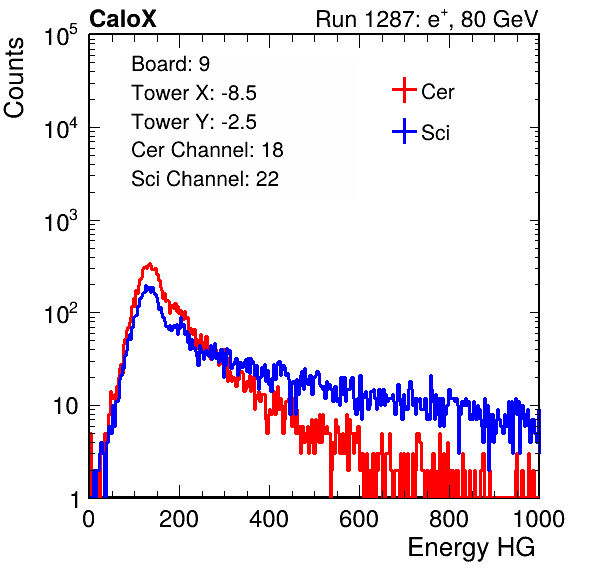 CaloX Run 1287: e⁺, 80 GeV
Counts
Board: 9
Tower X: -8.5
Tower Y: -2.5
Cer Channel: 18
Sci Channel: 22
Cer
Sci
10⁵
10⁴
10³
10²
10
1
0 200 400 600 800 1000
Energy HG